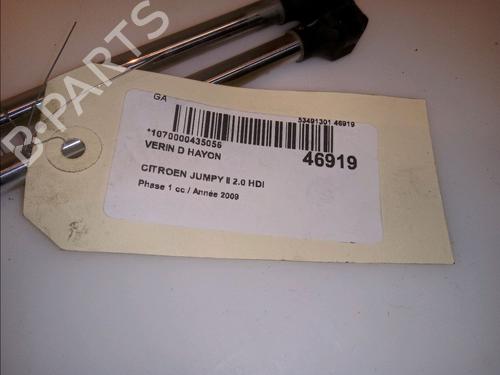 GA
53491301 46919
*1070000435056
VERIN D HAYON
46919
CITROEN JUMPY II 2.0 HDI
Phase 1 cc / Année 2009
B-PARTS